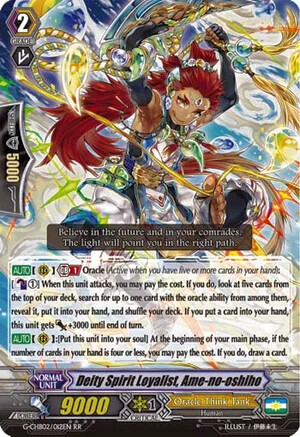 2
GRADE
5000
Believe in the future and in your comrades.
The light will point you in the right path.
AUTO 1 1 Oracle (Active when you have five or more cards in your hand):
[1] When this unit attacks, you may pay the cost. If you do, look at five cards from
the top of your deck, search for up to one card with the oracle ability from among them,
reveal it, put it into your hand, and shuffle your deck. If you put a card into your hand,
this unit gets +3000 until end of turn.
AUTO :[Put this unit into your soul] At the beginning of your main phase, if the
number of cards in your hand is four or less, you may pay the cost. If you do, draw a card.
NORMAL UNIT
Deity Spirit Loyalist, Ame-no-oshiho
9000
1
CRITICAL
Oracle Think Tank
Human
G-CHB02/012EN RR
ILLUST / 伊藤未生